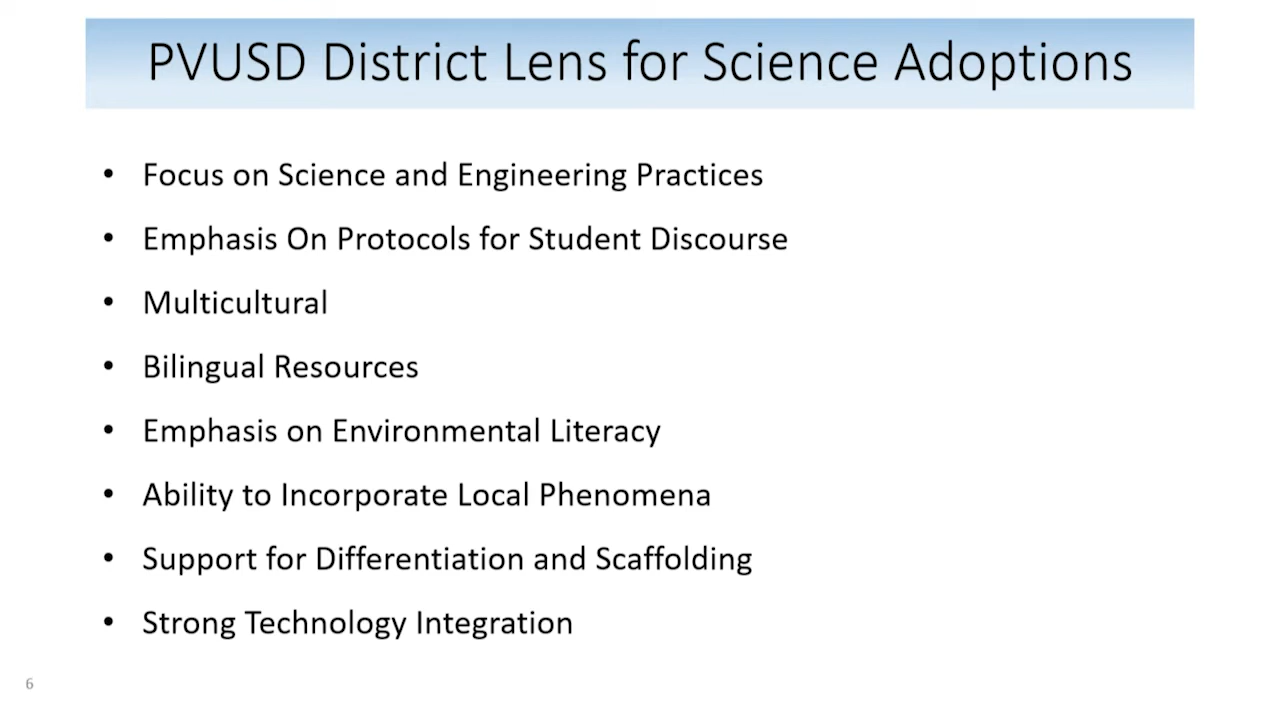 PVUSD District Lens for Science Adoptions
• Focus on Science and Engineering Practices
• Emphasis On Protocols for Student Discourse
• Multicultural
• Bilingual Resources
• Emphasis on Environmental Literacy
• Ability to Incorporate Local Phenomena
• Support for Differentiation and Scaffolding
• Strong Technology Integration
6